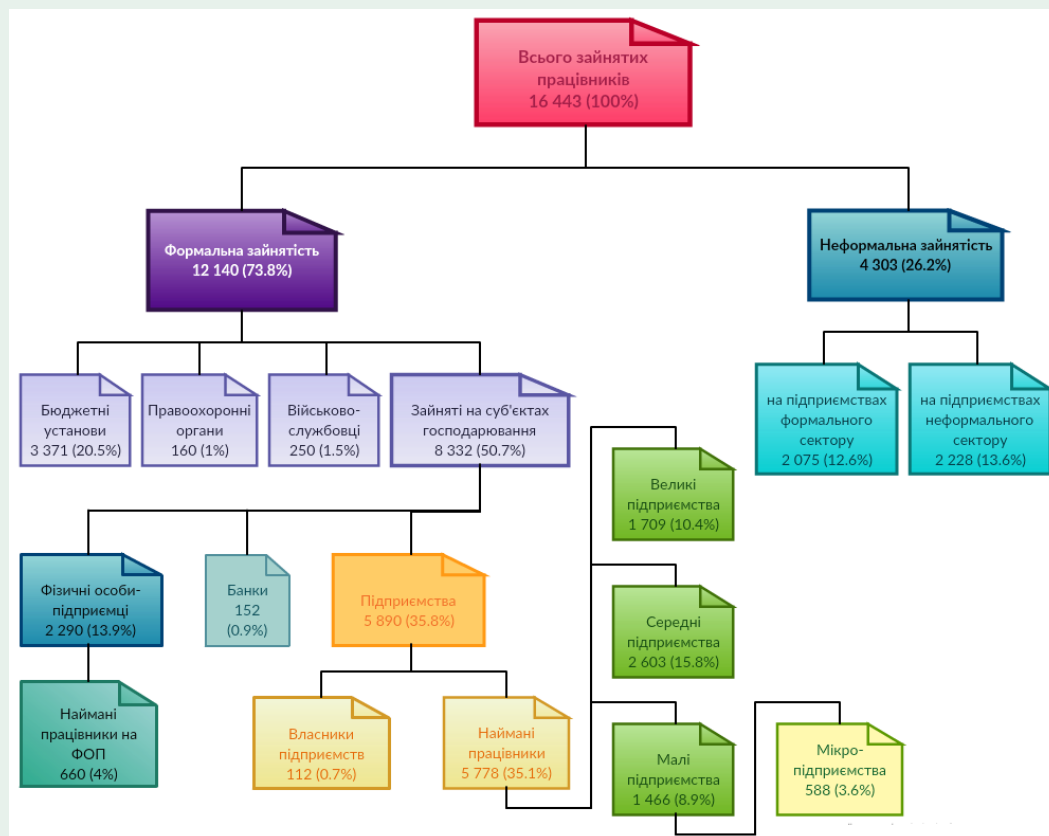 Всього зайнятих
працівників
16 443 (100%)
Формальна зайнятість
12 140 (73.8%)
Неформальна зайнятість
4 303 (26.2%)
Бюджетні
установи
3 371 (20.5%)
Правоохоронні
органи
160 (1%)
Військово-
службовці
250 (1.5%)
Зайняті на суб'єктах
господарювання
8 332 (50.7%)
на підприємствах
формального
сектору
2 075 (12.6%)
на підприємствах
неформального
сектору
2 228 (13.6%)
Фізичні особи-
підприємці
2 290 (13.9%)
Банки
152
(0.9%)
Підприємства
5 890 (35.8%)
Великі
підприємства
1 709 (10.4%)
Середні
підприємства
2 603 (15.8%)
Наймані
працівники на
ФОП
660 (4%)
Власники
підприємств
112 (0.7%)
Наймані
працівники
5 778 (35.1%)
Малі
підприємства
1 466 (8.9%)
Мікро-
підприємства
588 (3.6%)